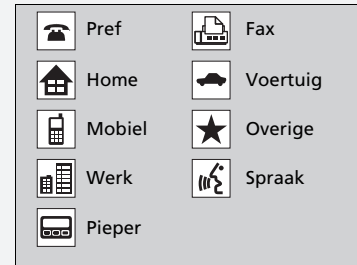 Pref
Fax
Home
Voertuig
Mobiel
Overige
Werk
Spraak
Pieper